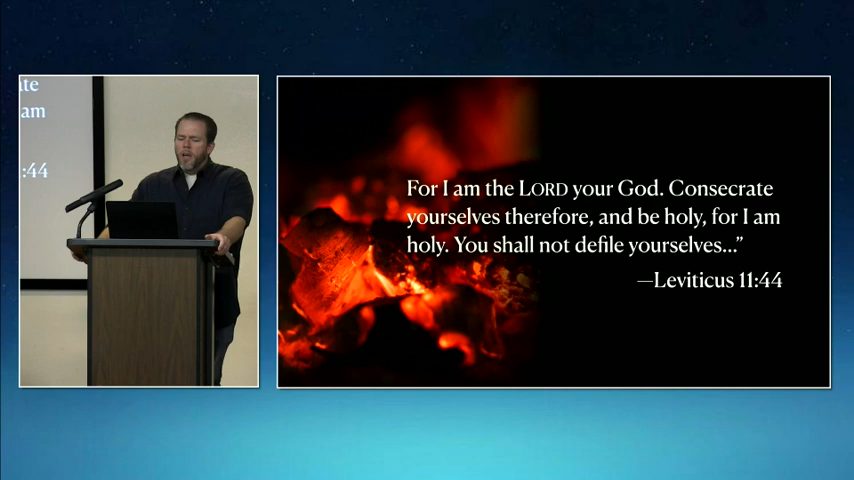 ate
am
:44
For I am the LORD your God. Consecrate
yourselves therefore, and be holy, for I am
holy. You shall not defile yourselves...”
—Leviticus 11:44